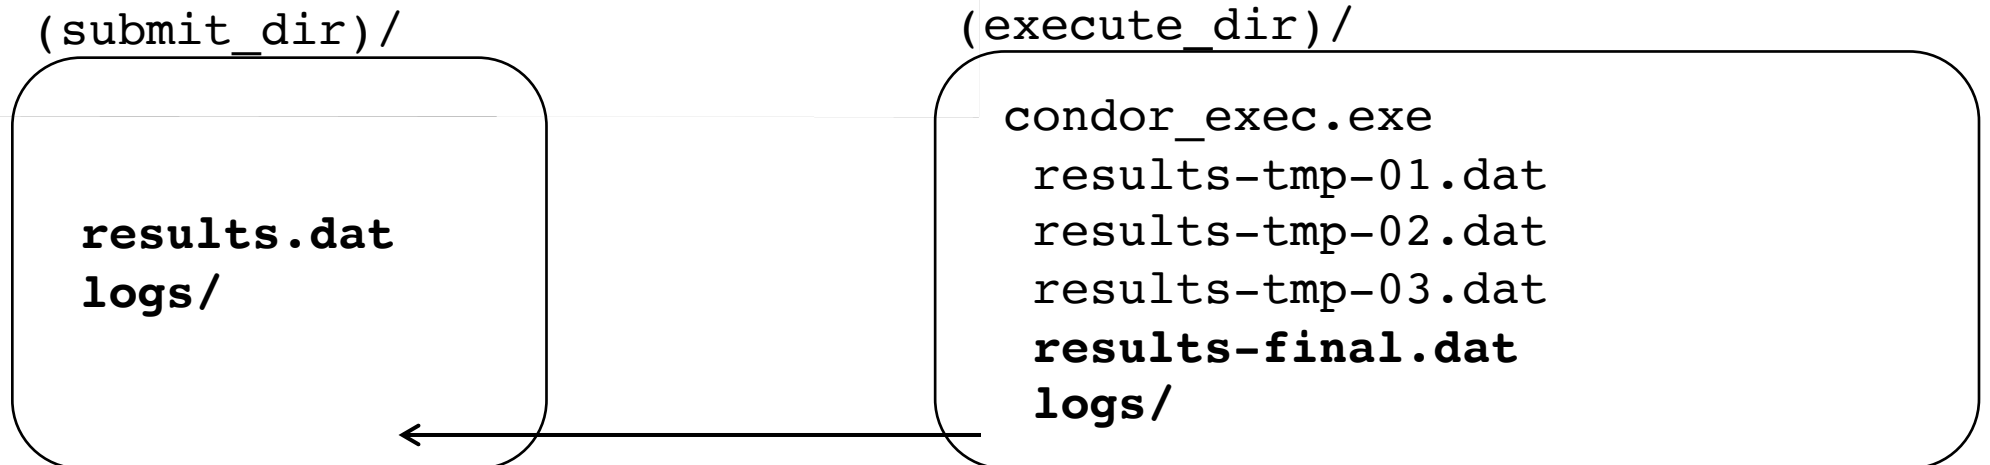 (submit_dir)/
results.dat
logs/
(execute_dir)/
condor_exec.exe
results-tmp-01.dat
results-tmp-02.dat
results-tmp-03.dat
results-final.dat
logs/